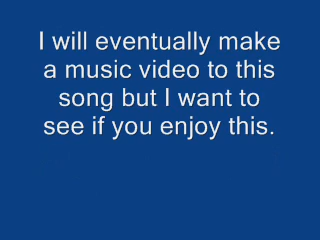 I will eventually make
a music video to this
song but I want to
see if you enjoy this.